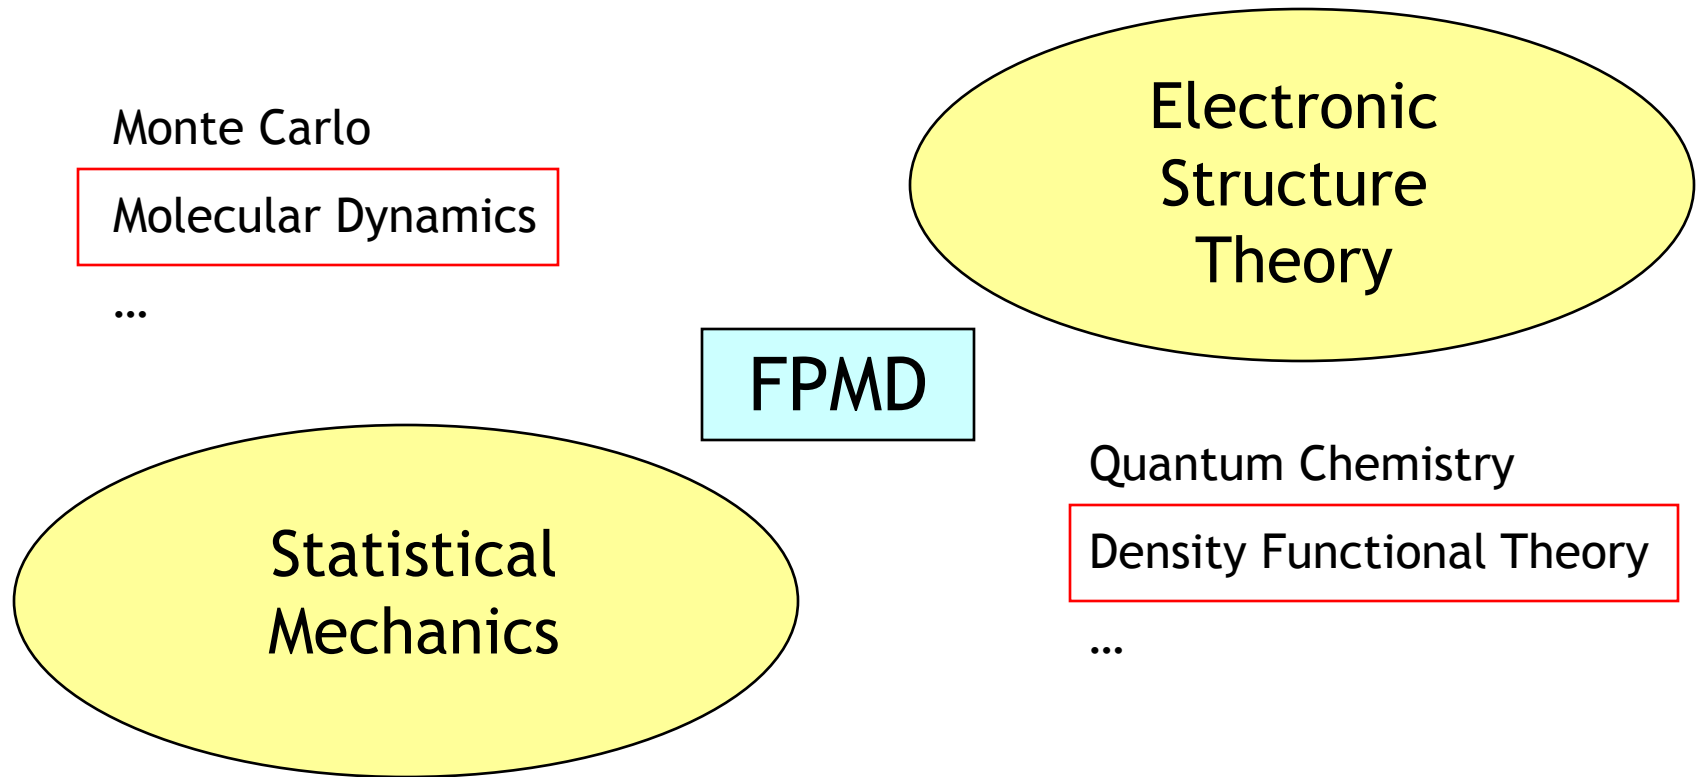 Monte Carlo
Molecular Dynamics
…
Electronic
Structure
Theory
FPMD
Statistical
Mechanics
Quantum Chemistry
Density Functional Theory
…